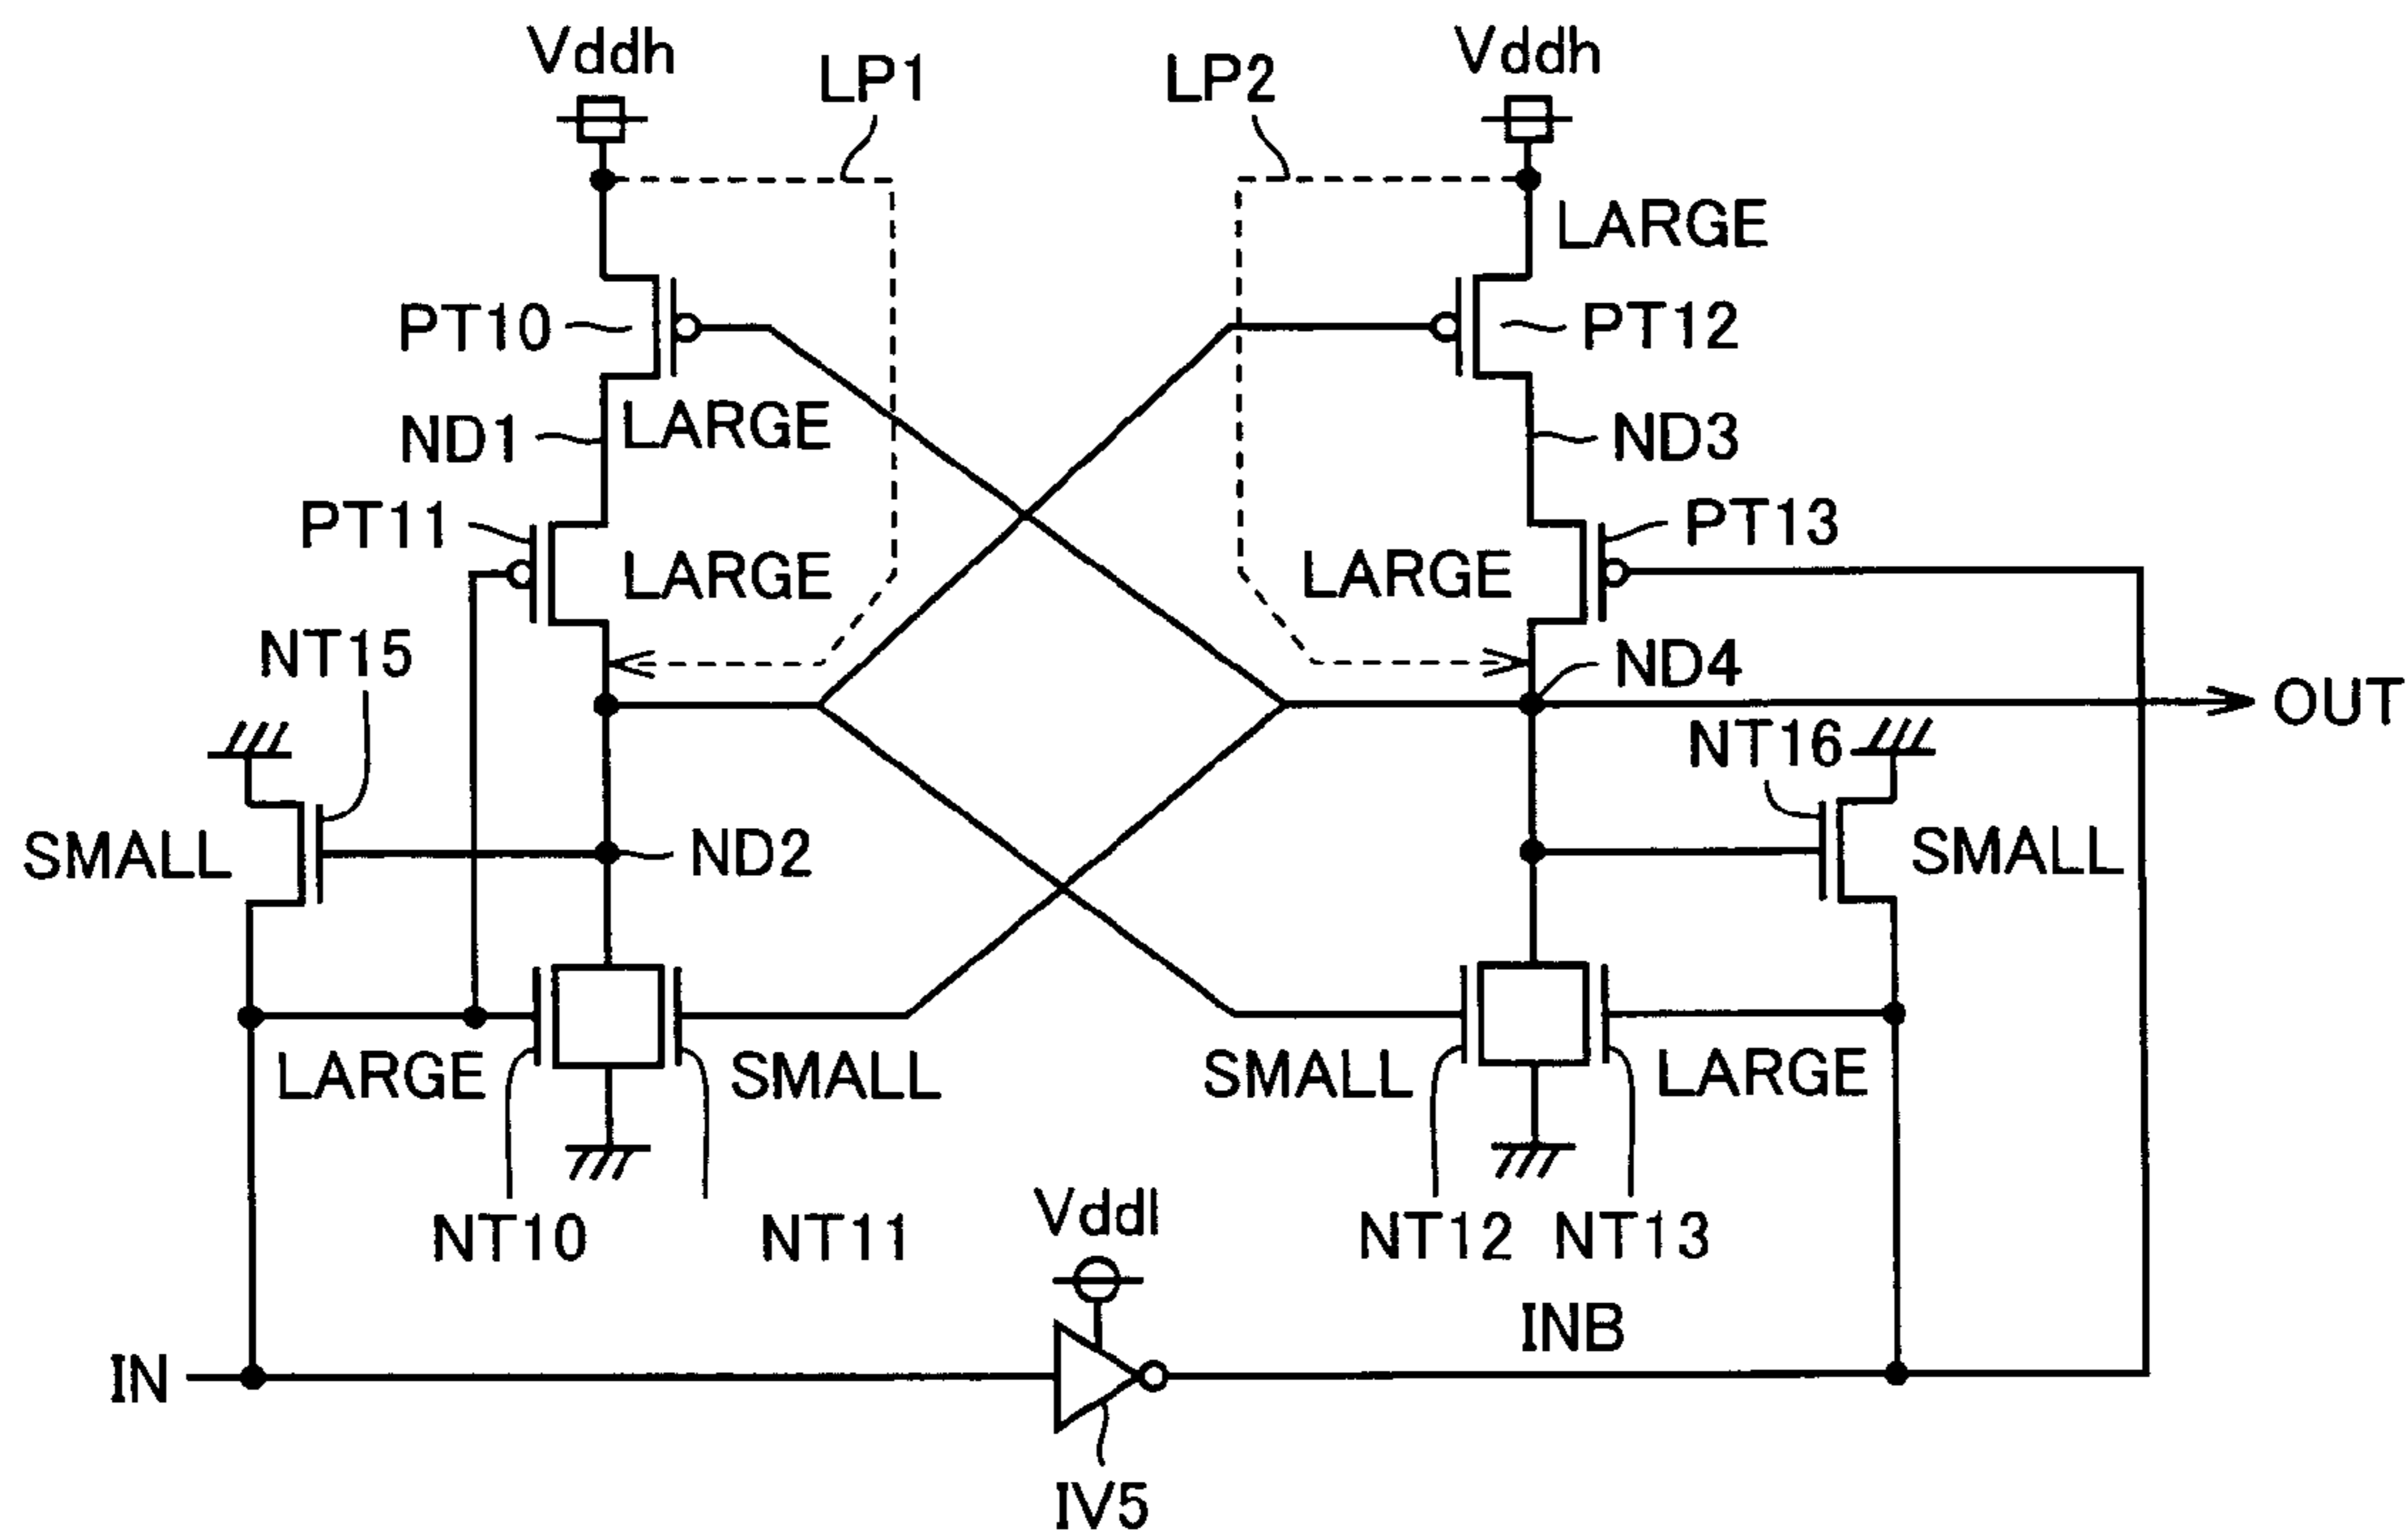 Vddh
LP1
LP2
Vddh
LARGE
PT10
PT12
ND1
LARGE
ND3
PT11
PT13
LARGE
LARGE
NT15
ND4
OUT
NT16
SMALL
ND2
SMALL
LARGE
SMALL
SMALL
LARGE
NT10
NT11
Vddl
NT12
NT13
INB
IN
IV5